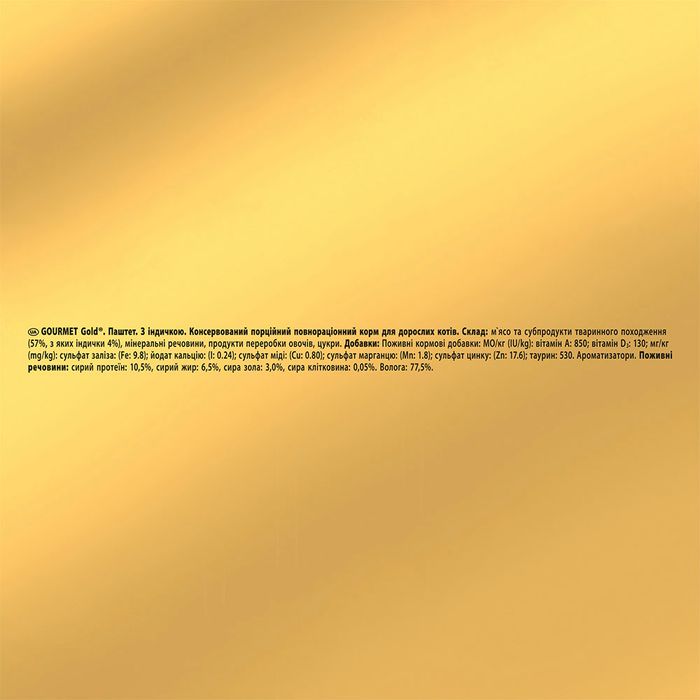 UA GOURMET Gold®. Паштет. З індичкою. Консервований порційний повнораціонний корм для дорослих котів. Склад: м'ясо та субпродукти тваринного походження
(57%, з яких індички 4%), мінеральні речовини, продукти переробки овочів, цукри. Добавки: Поживні кормові добавки: МО/кг (IU/kg): вітамін А: 850; вітамін D₃: 130; мг/кг
(mg/kg): сульфат заліза: (Fe: 9.8); йодат кальцію: (I: 0.24); сульфат міді: (Cu: 0.80); сульфат марганцю: (Mn: 1.8); сульфат цинку: (Zn: 17.6); таурин: 530. Ароматизатори. Поживні
речовини: сирий протеїн: 10,5%, сирий жир: 6,5%, сира зола: 3,0%, сира клітковина: 0,05%. Волога: 77,5%.